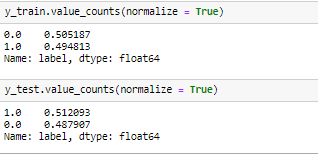 y_train.value_counts(normalize = True)
0.0    0.505187
1.0    0.494813
Name: label, dtype: float64
y_test.value_counts(normalize = True)
1.0    0.512093
0.0    0.487907
Name: label, dtype: float64